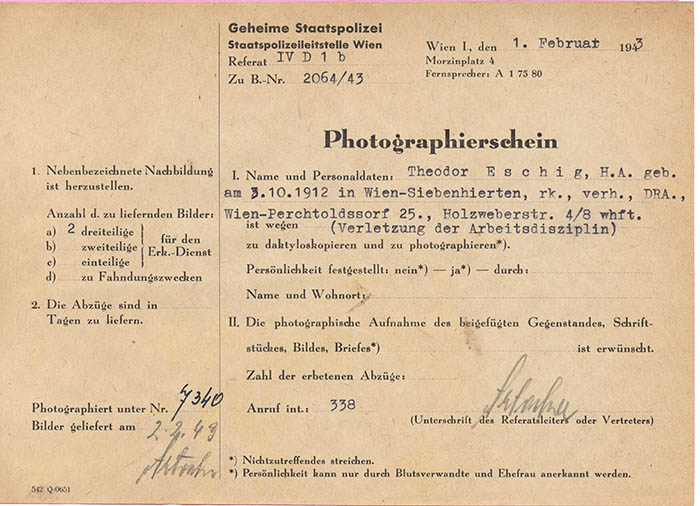 Geheime Staatspolizei
Staatspolizeileitstelle Wien
Referat IV D 1 b
Zu B.-Nr. 2064/43
Wien I., den 1. Februar 1943
Morzinplatz 4
Fernsprecher: A 1 75 80
Photographierschein
1. Nebenbezeichnete Nachbildung
ist herzustellen.
Anzahl d. zu liefernden Bilder:
a) 2 dreiteilige
b) zweiteilige
c) einteilige
für den
Erk.-Dienst
d) zu Fahndungszwecken
2. Die Abzüge sind in
Tagen zu liefern.
Photographiert unter Nr. 7340
Bilder geliefert am 2.2.43
542 Q/0651
I. Name und Personaldaten: Theodor E s c h i g, H.A. geb.
am 3.10.1912 in Wien-Siebenhierten, rk., verh., DRA.,
Wien-Perchtoldssorf 25., Holzweberstr. 4/8 whft.
ist wegen (Verletzung der Arbeitsdisziplin)
zu daktyloskopieren und zu photographieren*).
Persönlichkeit festgestellt: nein*) — ja*) — durch:
Name und Wohnort:
II. Die photographische Aufnahme des beigefügten Gegenstandes, Schrift-
stückes, Bildes, Briefes*) ist erwünscht.
Zahl der erbetenen Abzüge:
Anruf int.: 338
(Unterschrift des Referatsleiters oder Vertreters)
*) Nichtzutreffendes streichen.
*) Persönlichkeit kann nur durch Blutsverwandte und Ehefrau anerkannt werden.